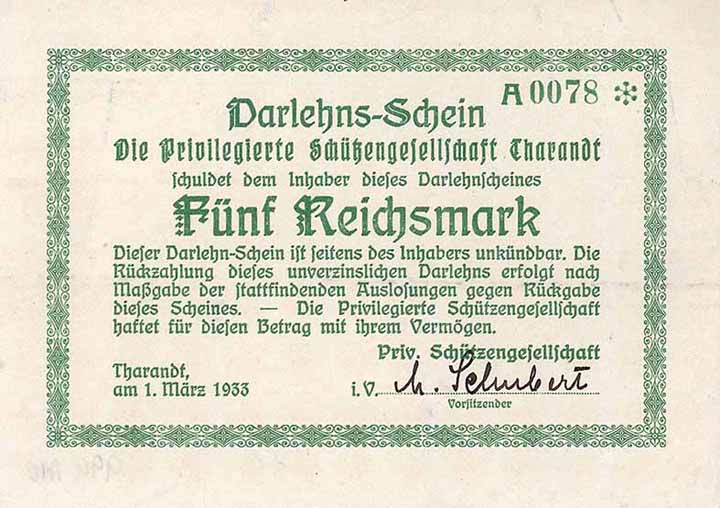 A0078
Darlehns-Schein
Die Privilegierte Schützengesellschaft Tharandt
schuldet dem Inhaber dieses Darlehnscheines
Fünf Reichsmark
Dieser Darlehn-Schein ist seitens des Inhabers unkündbar. Die
Rückzahlung dieses unverzinslichen Darlehns erfolgt nach
Maßgabe der stattfindenden Auslosungen gegen Rückgabe
dieses Scheines. — Die Privilegierte Schützengesellschaft
haftet für diesen Betrag mit ihrem Vermögen.
Priv. Schützengesellschaft
Tharandt,
am 1. März 1933
i.V. M. Schubert
Vorsitzender